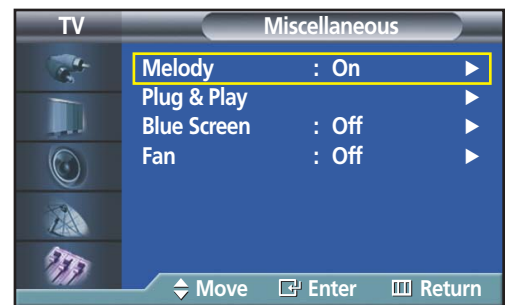 TV Miscellaneous
Melody : On
Plug & Play
Blue Screen : Off
Fan : Off
Move Enter Return